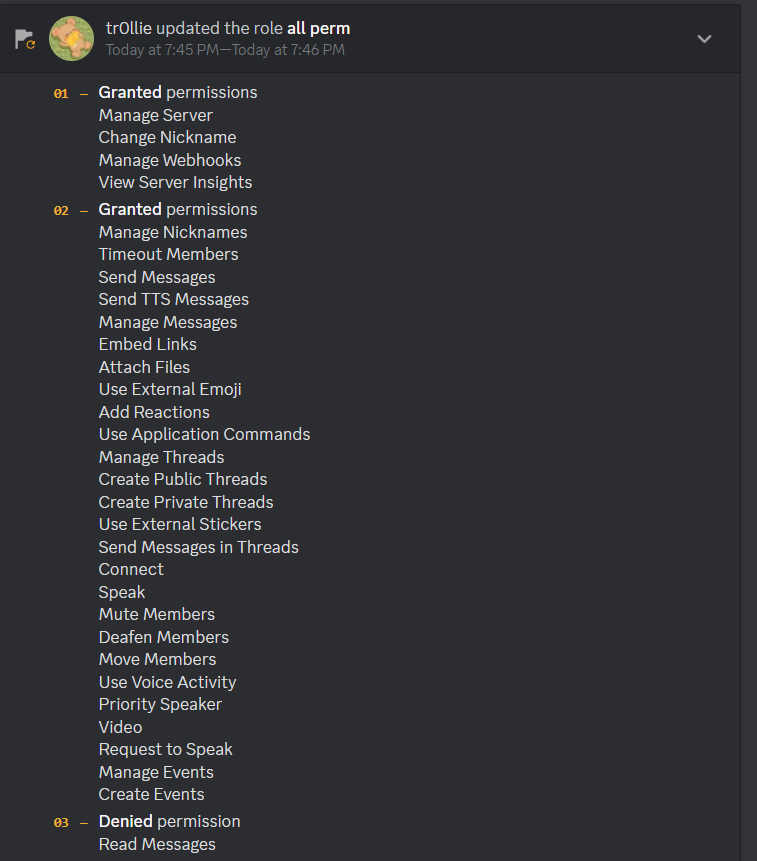 tr0llie updated the role all perm
Today at 7:45 PM—Today at 7:46 PM
01 — Granted permissions
Manage Server
Change Nickname
Manage Webhooks
View Server Insights
02 — Granted permissions
Manage Nicknames
Timeout Members
Send Messages
Send TTS Messages
Manage Messages
Embed Links
Attach Files
Use External Emoji
Add Reactions
Use Application Commands
Manage Threads
Create Public Threads
Create Private Threads
Use External Stickers
Send Messages in Threads
Connect
Speak
Mute Members
Deafen Members
Move Members
Use Voice Activity
Priority Speaker
Video
Request to Speak
Manage Events
Create Events
03 — Denied permission
Read Messages